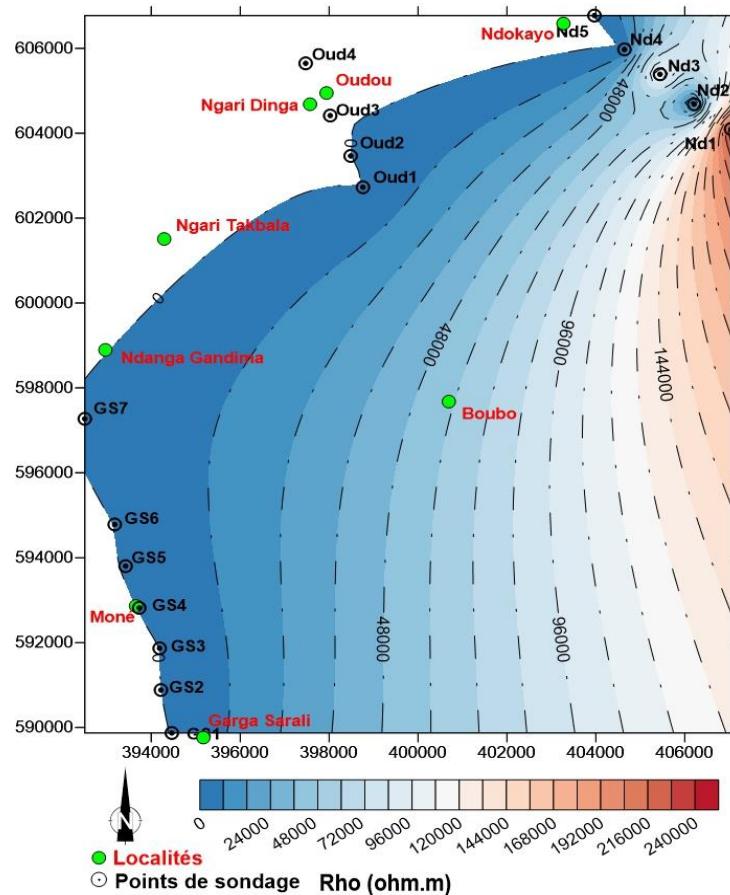 606000
604000
602000
600000
598000
596000
594000
592000
590000
Ndokayo
Nd5
Nd4
Nd3
Nd2
Nd1
48000
Oud4
Oudou
Ngari Dinga
Oud3
Oud2
0
Oud1
Ngari Takbala
0
Ndanga Gandima
48000
96000
144000
GS7
Boubo
GS6
GS5
Moné
GS4
GS3
0
GS2
48000
96000
Garga Sarali
394000 396000 398000 400000 402000 404000 406000
0 24000 48000 72000 96000 120000 144000 168000 192000 216000 240000
N
Localités
Points de sondage Rho (ohm.m)